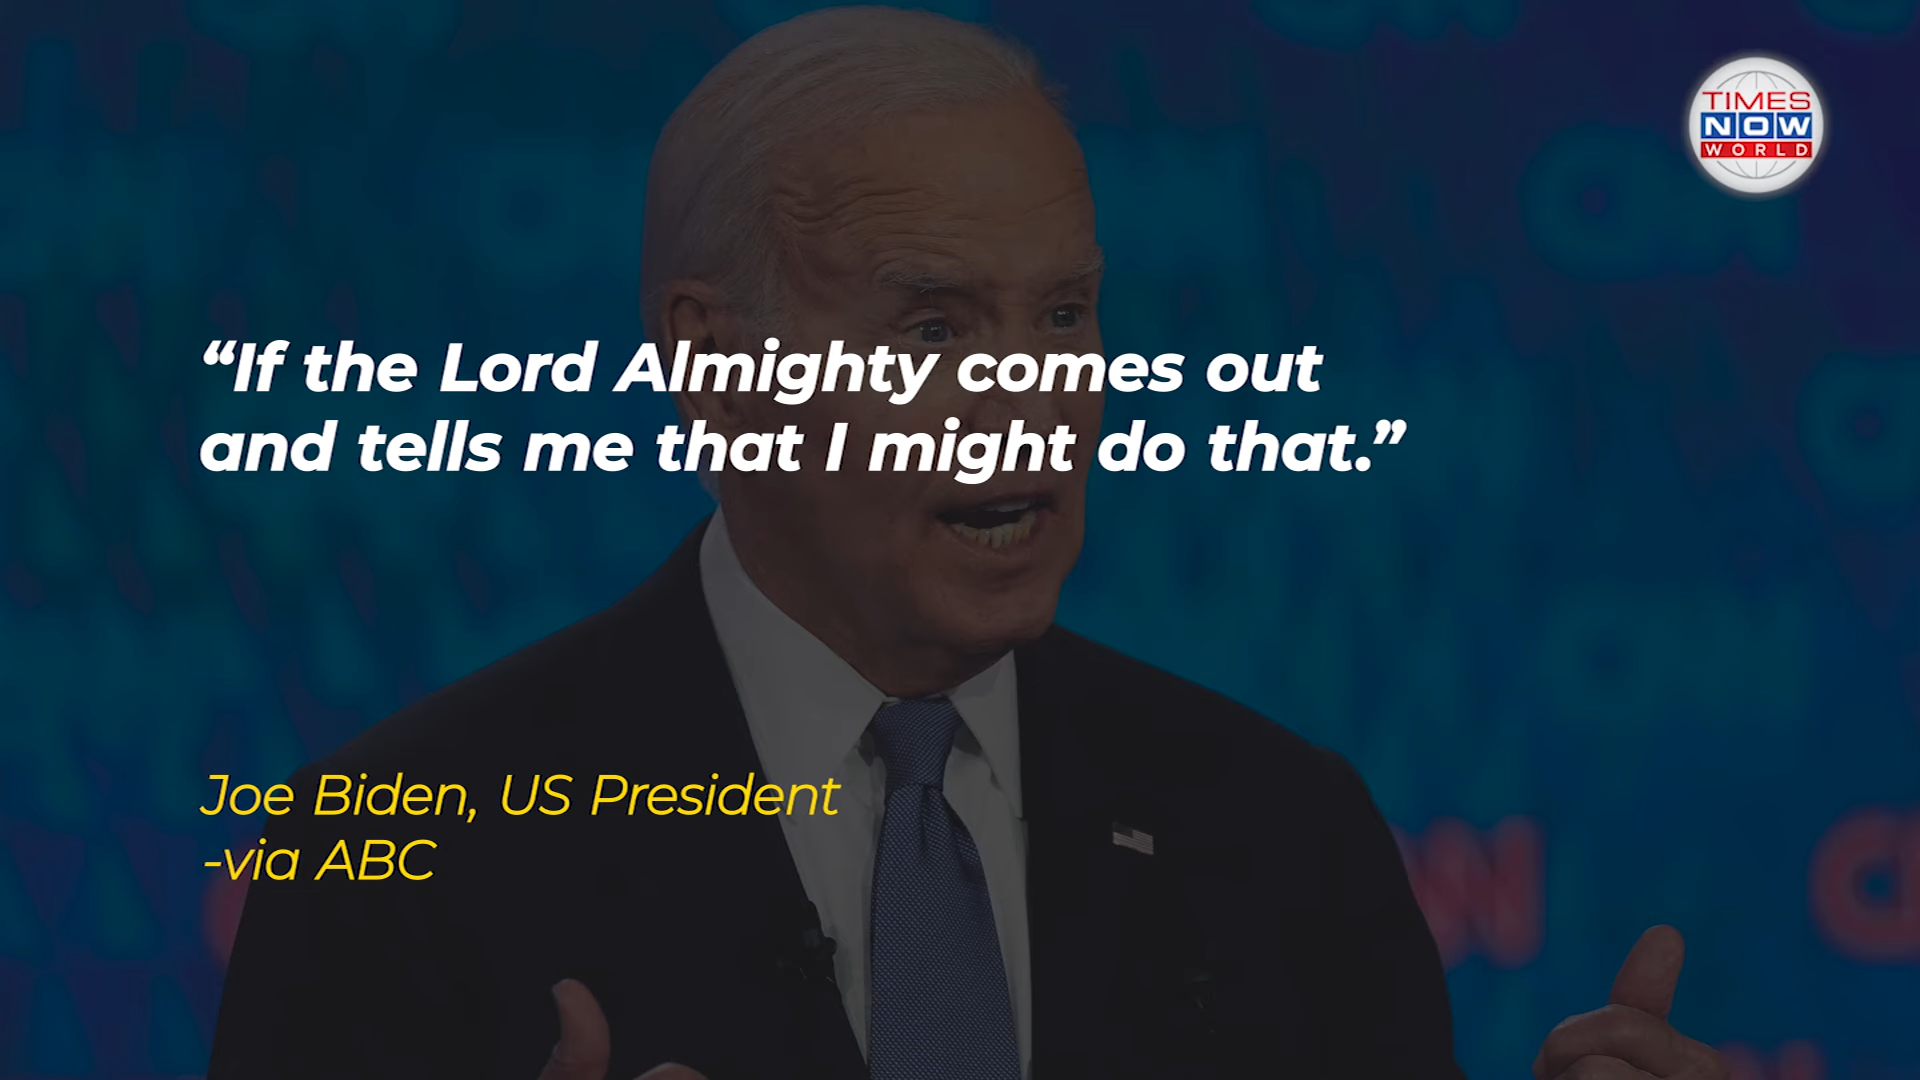 TIMES
NOW
WORLD
“If the Lord Almighty comes out
and tells me that I might do that.”
Joe Biden, US President
-via ABC
CNN